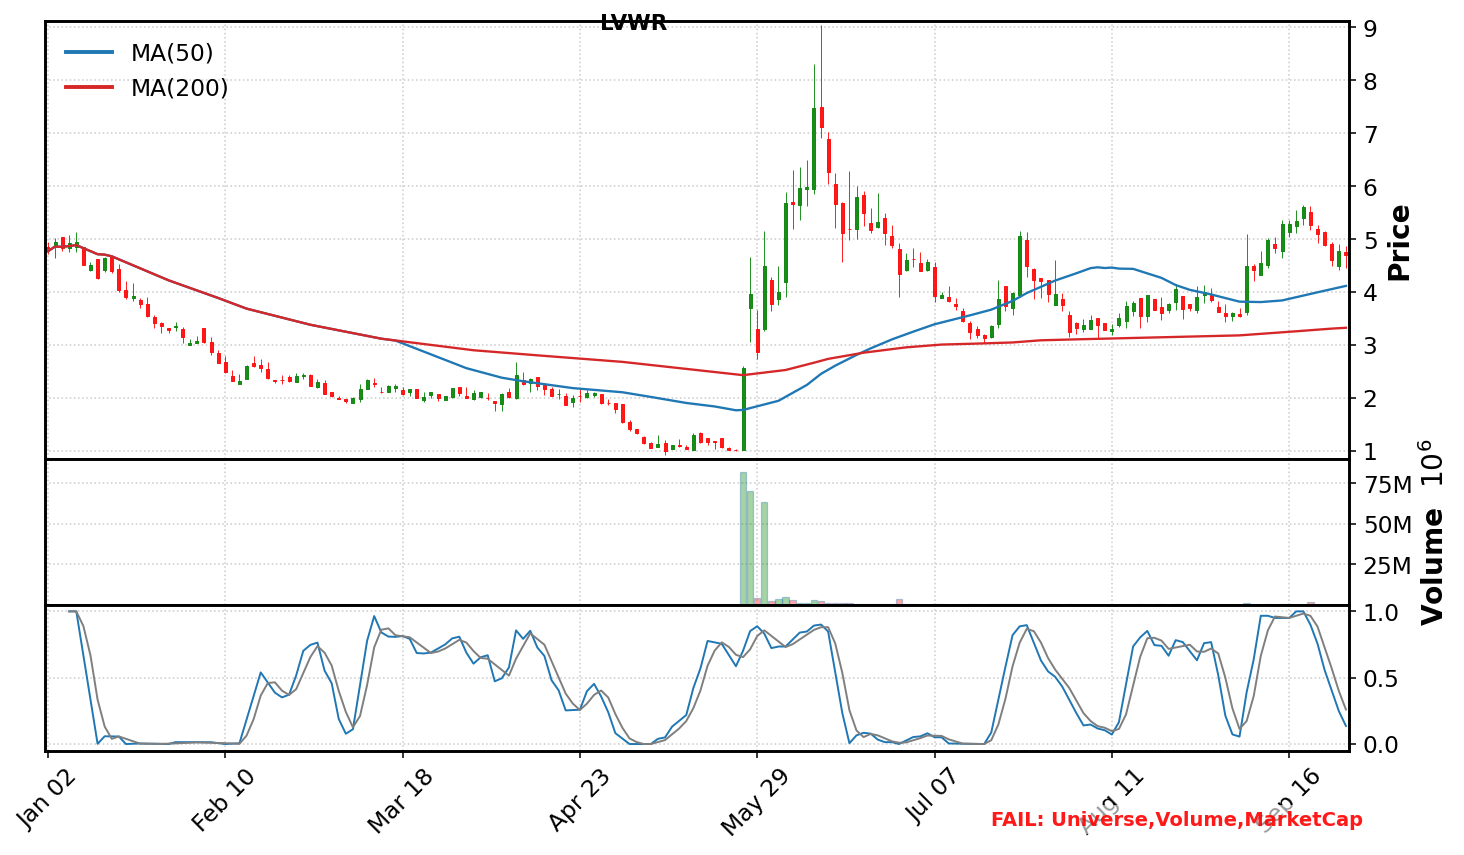 LVWR
MA(50)
MA(200)
9
8
7
6
5
4
3
2
1
Price
75M
50M
25M
Volume 10^6
1.0
0.5
0.0
Jan 02
Feb 10
Mar 18
Apr 23
May 29
Jul 07
Aug 11
Sep 16
FAIL: Universe,Volume,MarketCap